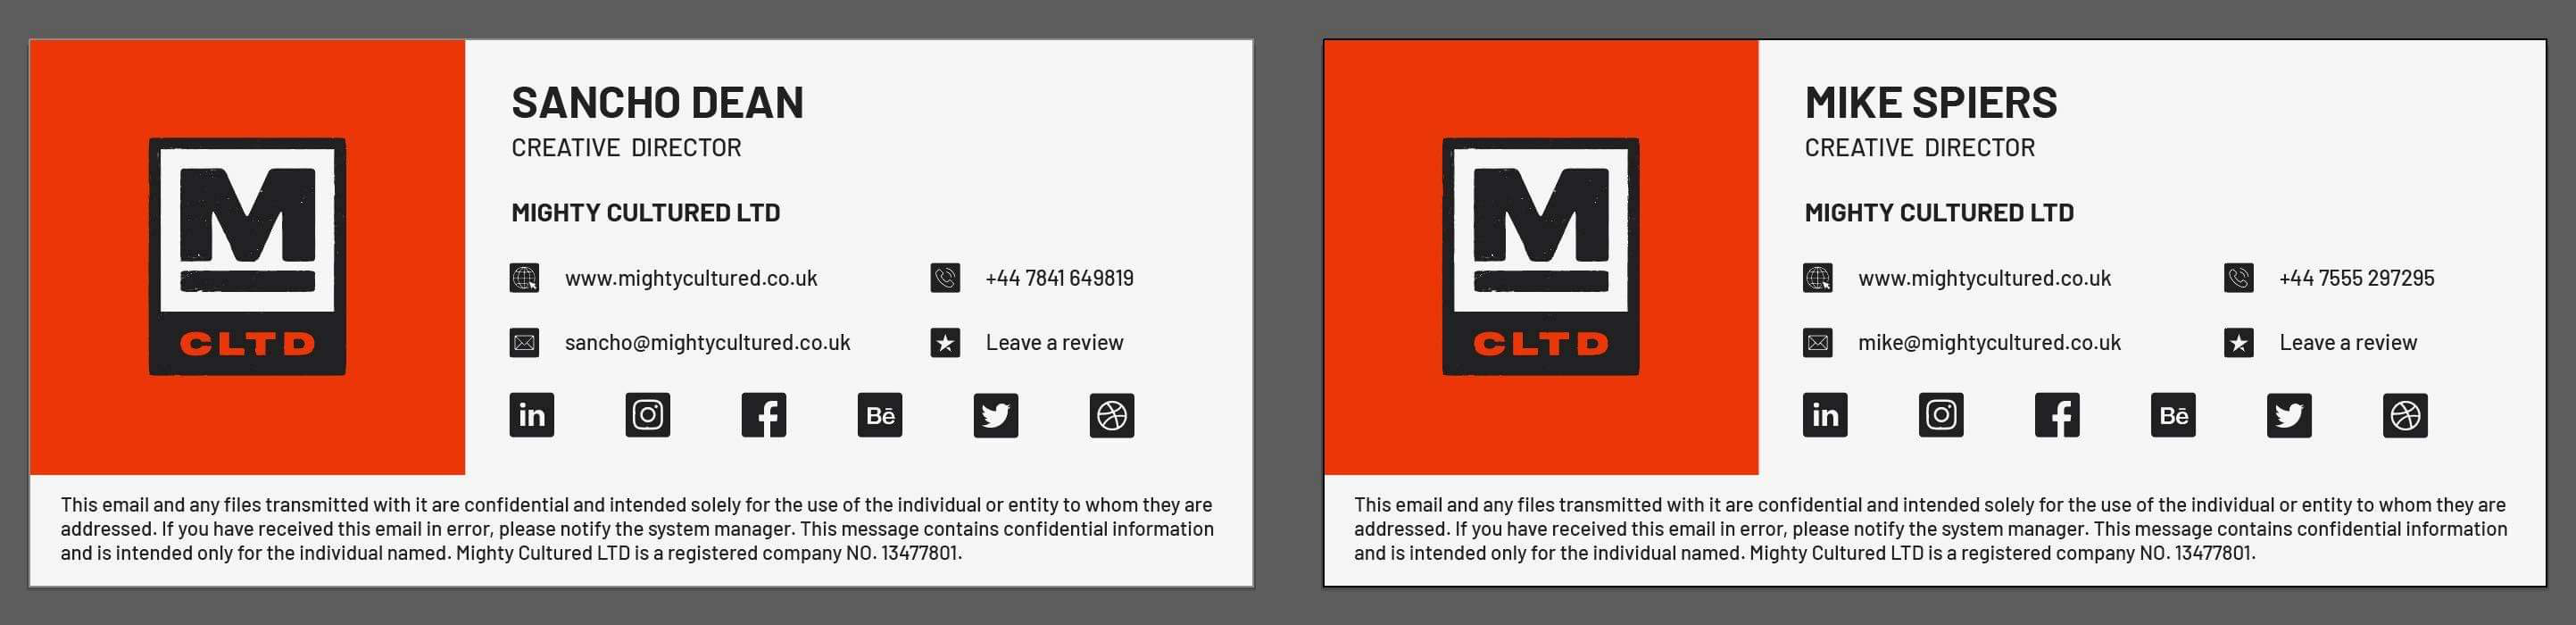 M
CLTD
SANCHO DEAN
CREATIVE DIRECTOR
MIGHTY CULTURED LTD
www.mightycultured.co.uk
+44 7841 649819
sancho@mightycultured.co.uk
Leave a review
in
Bē
This email and any files transmitted with it are confidential and intended solely for the use of the individual or entity to whom they are
addressed. If you have received this email in error, please notify the system manager. This message contains confidential information
and is intended only for the individual named. Mighty Cultured LTD is a registered company NO. 13477801.
M
CLTD
MIKE SPIERS
CREATIVE DIRECTOR
MIGHTY CULTURED LTD
www.mightycultured.co.uk
+44 7555 297295
mike@mightycultured.co.uk
Leave a review
in
Bē
This email and any files transmitted with it are confidential and intended solely for the use of the individual or entity to whom they are
addressed. If you have received this email in error, please notify the system manager. This message contains confidential information
and is intended only for the individual named. Mighty Cultured LTD is a registered company NO. 13477801.